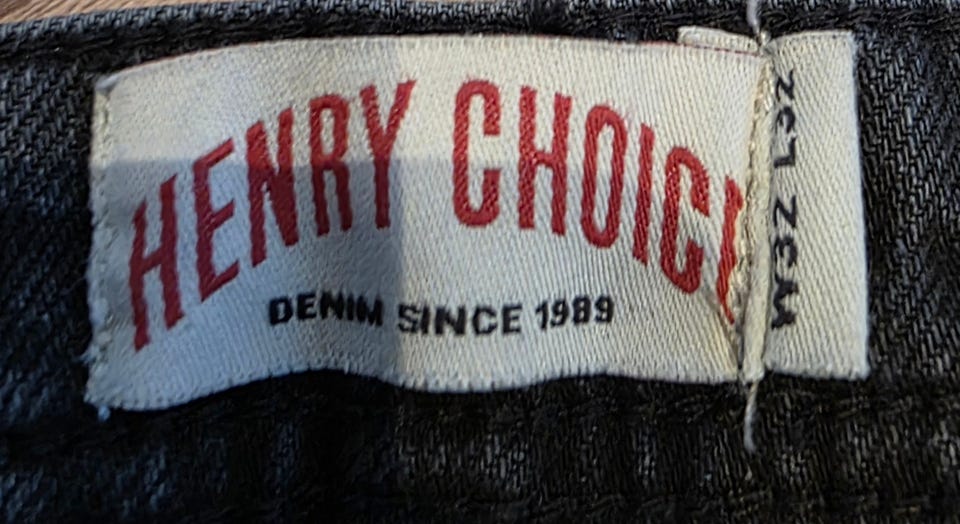 HENRY CHOICE
DENIM SINCE 1989
W32 L32